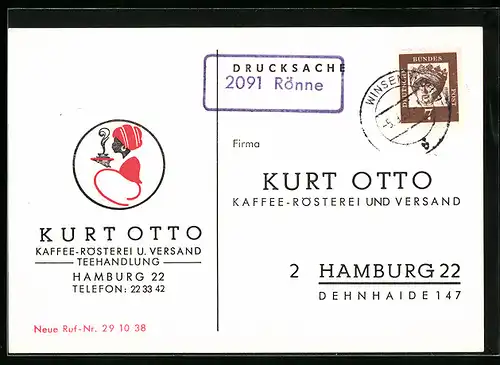 DRUCKSACHE
2091 Rönne
WINSEN
DEUTSCHE
BUNDES
POST
7
Firma
KURT OTTO
KAFFEE-RÖSTEREI UND VERSAND
2 HAMBURG 22
DEHNHAIDE 147
KURT OTTO
KAFFEE-RÖSTEREI U. VERSAND
TEEHANDLUNG
HAMBURG 22
TELEFON: 22 33 42
Neue Ruf-Nr. 29 10 38